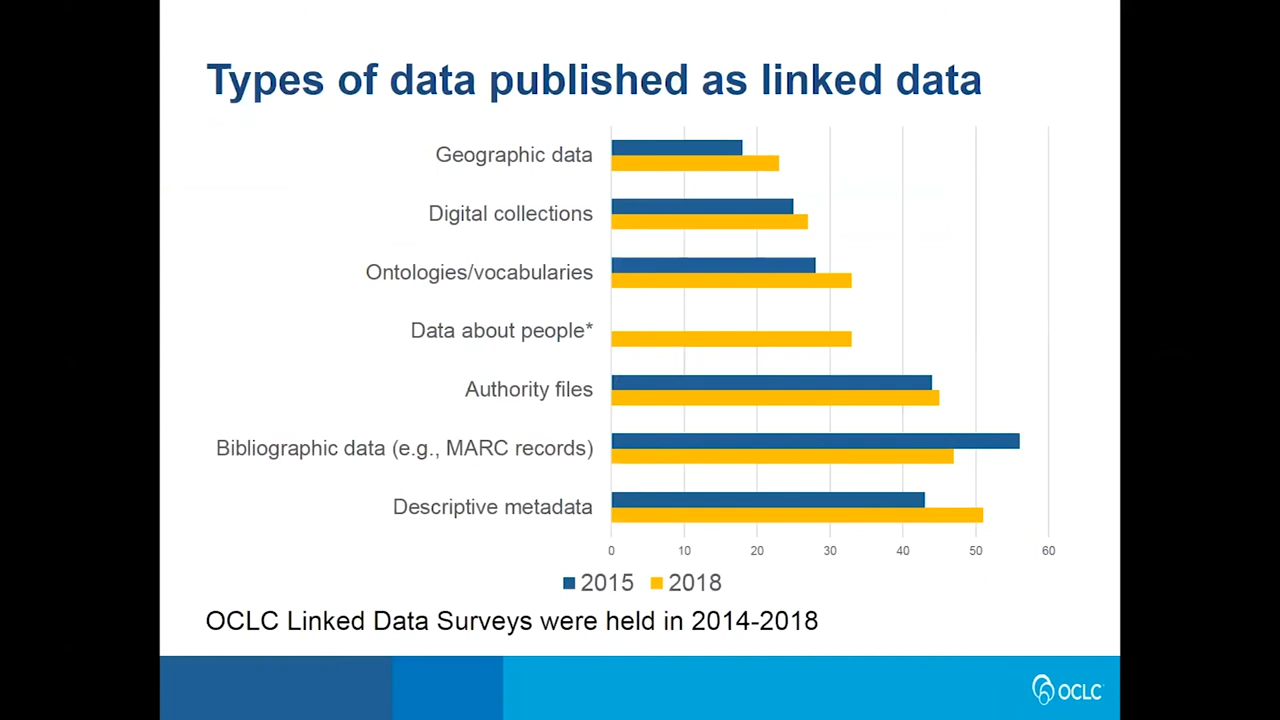 Types of data published as linked data
Geographic data
Digital collections
Ontologies/vocabularies
Data about people*
Authority files
Bibliographic data (e.g., MARC records)
Descriptive metadata
0 10 20 30 40 50 60
2015 2018
OCLC Linked Data Surveys were held in 2014-2018
OCLC